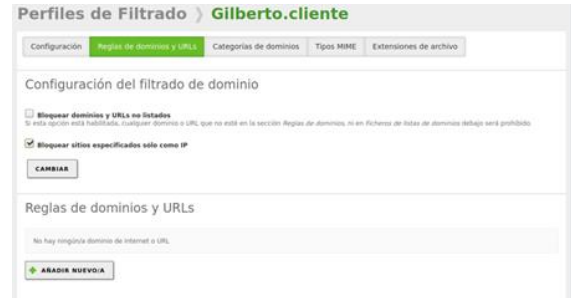 Perfiles de Filtrado › Gilberto.cliente
Configuración Reglas de dominios y URLs Categorías de dominios Tipos MIME Extensiones de archivo
Configuración del filtrado de dominio
Bloquear dominios y URLs no listados
Si esta opción está habilitada, cualquier dominio o URL que no esté en la sección Reglas de dominios, ni en Ficheros de listas de dominios debajo será prohibido.
Bloquear sitios especificados sólo como IP
CAMBIAR
Reglas de dominios y URLs
No hay ningún/a dominio de Internet o URL
AÑADIR NUEVO/A